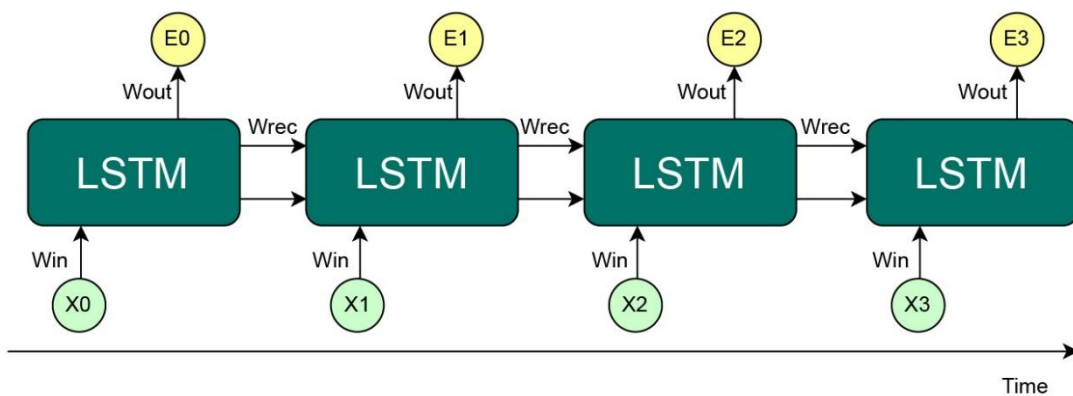 E0 E1 E2 E3
Wout Wout Wout Wout
Wrec Wrec Wrec
LSTM LSTM LSTM LSTM
Win Win Win Win
X0 X1 X2 X3
Time